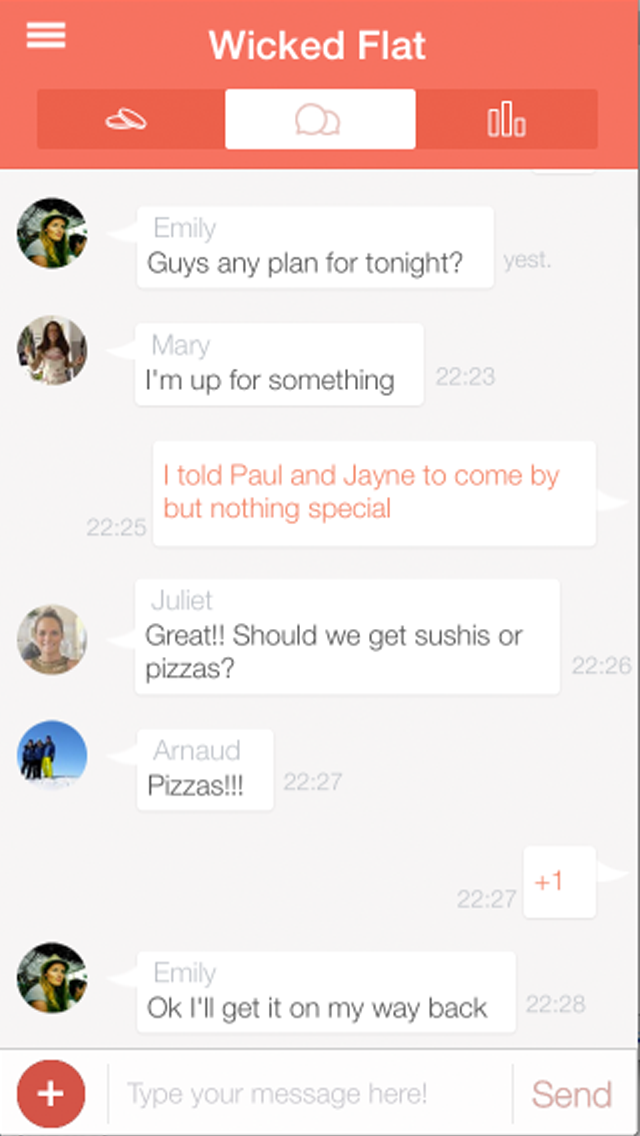 Wicked Flat
Emily
Guys any plan for tonight?
yest.
Mary
I'm up for something
22:23
I told Paul and Jayne to come by
but nothing special
22:25
Juliet
Great!! Should we get sushis or
pizzas?
22:26
Arnaud
Pizzas!!!
22:27
+1
22:27
Emily
Ok I'll get it on my way back
22:28
Type your message here!
Send